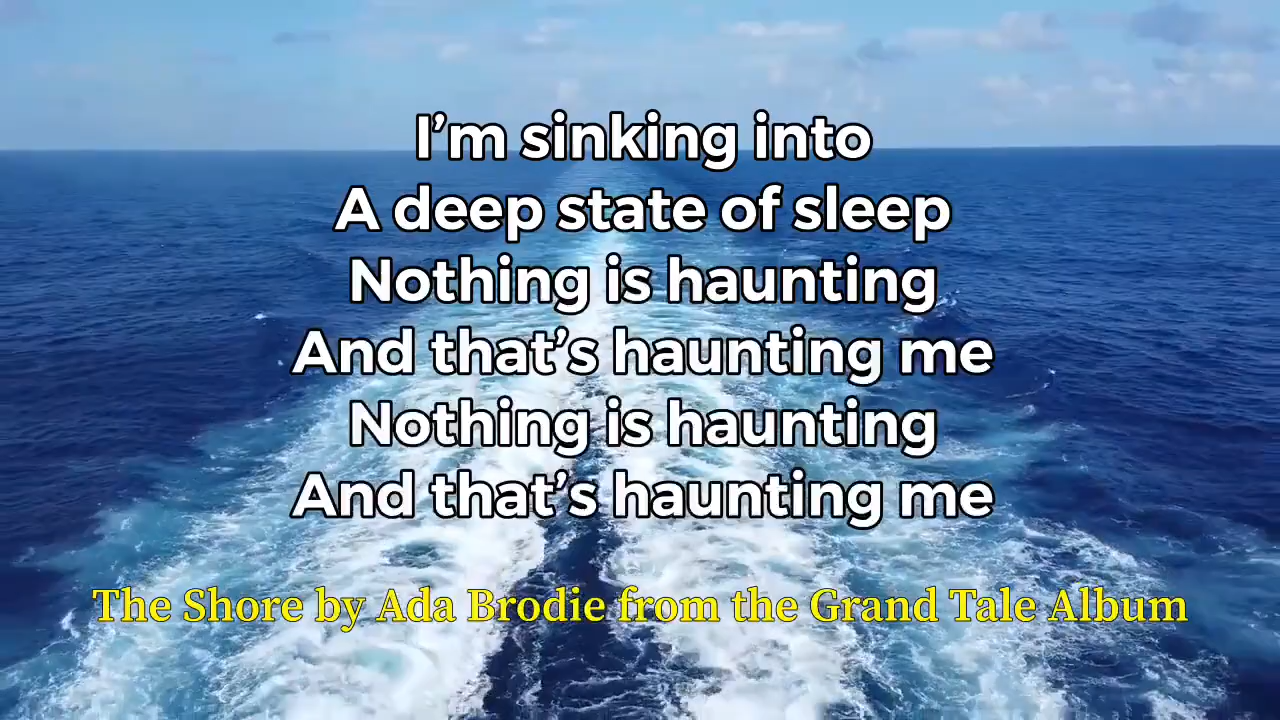 I’m sinking into
A deep state of sleep
Nothing is haunting
And that’s haunting me
Nothing is haunting
And that’s haunting me
The Shore by Ada Brodie from the Grand Tale Album